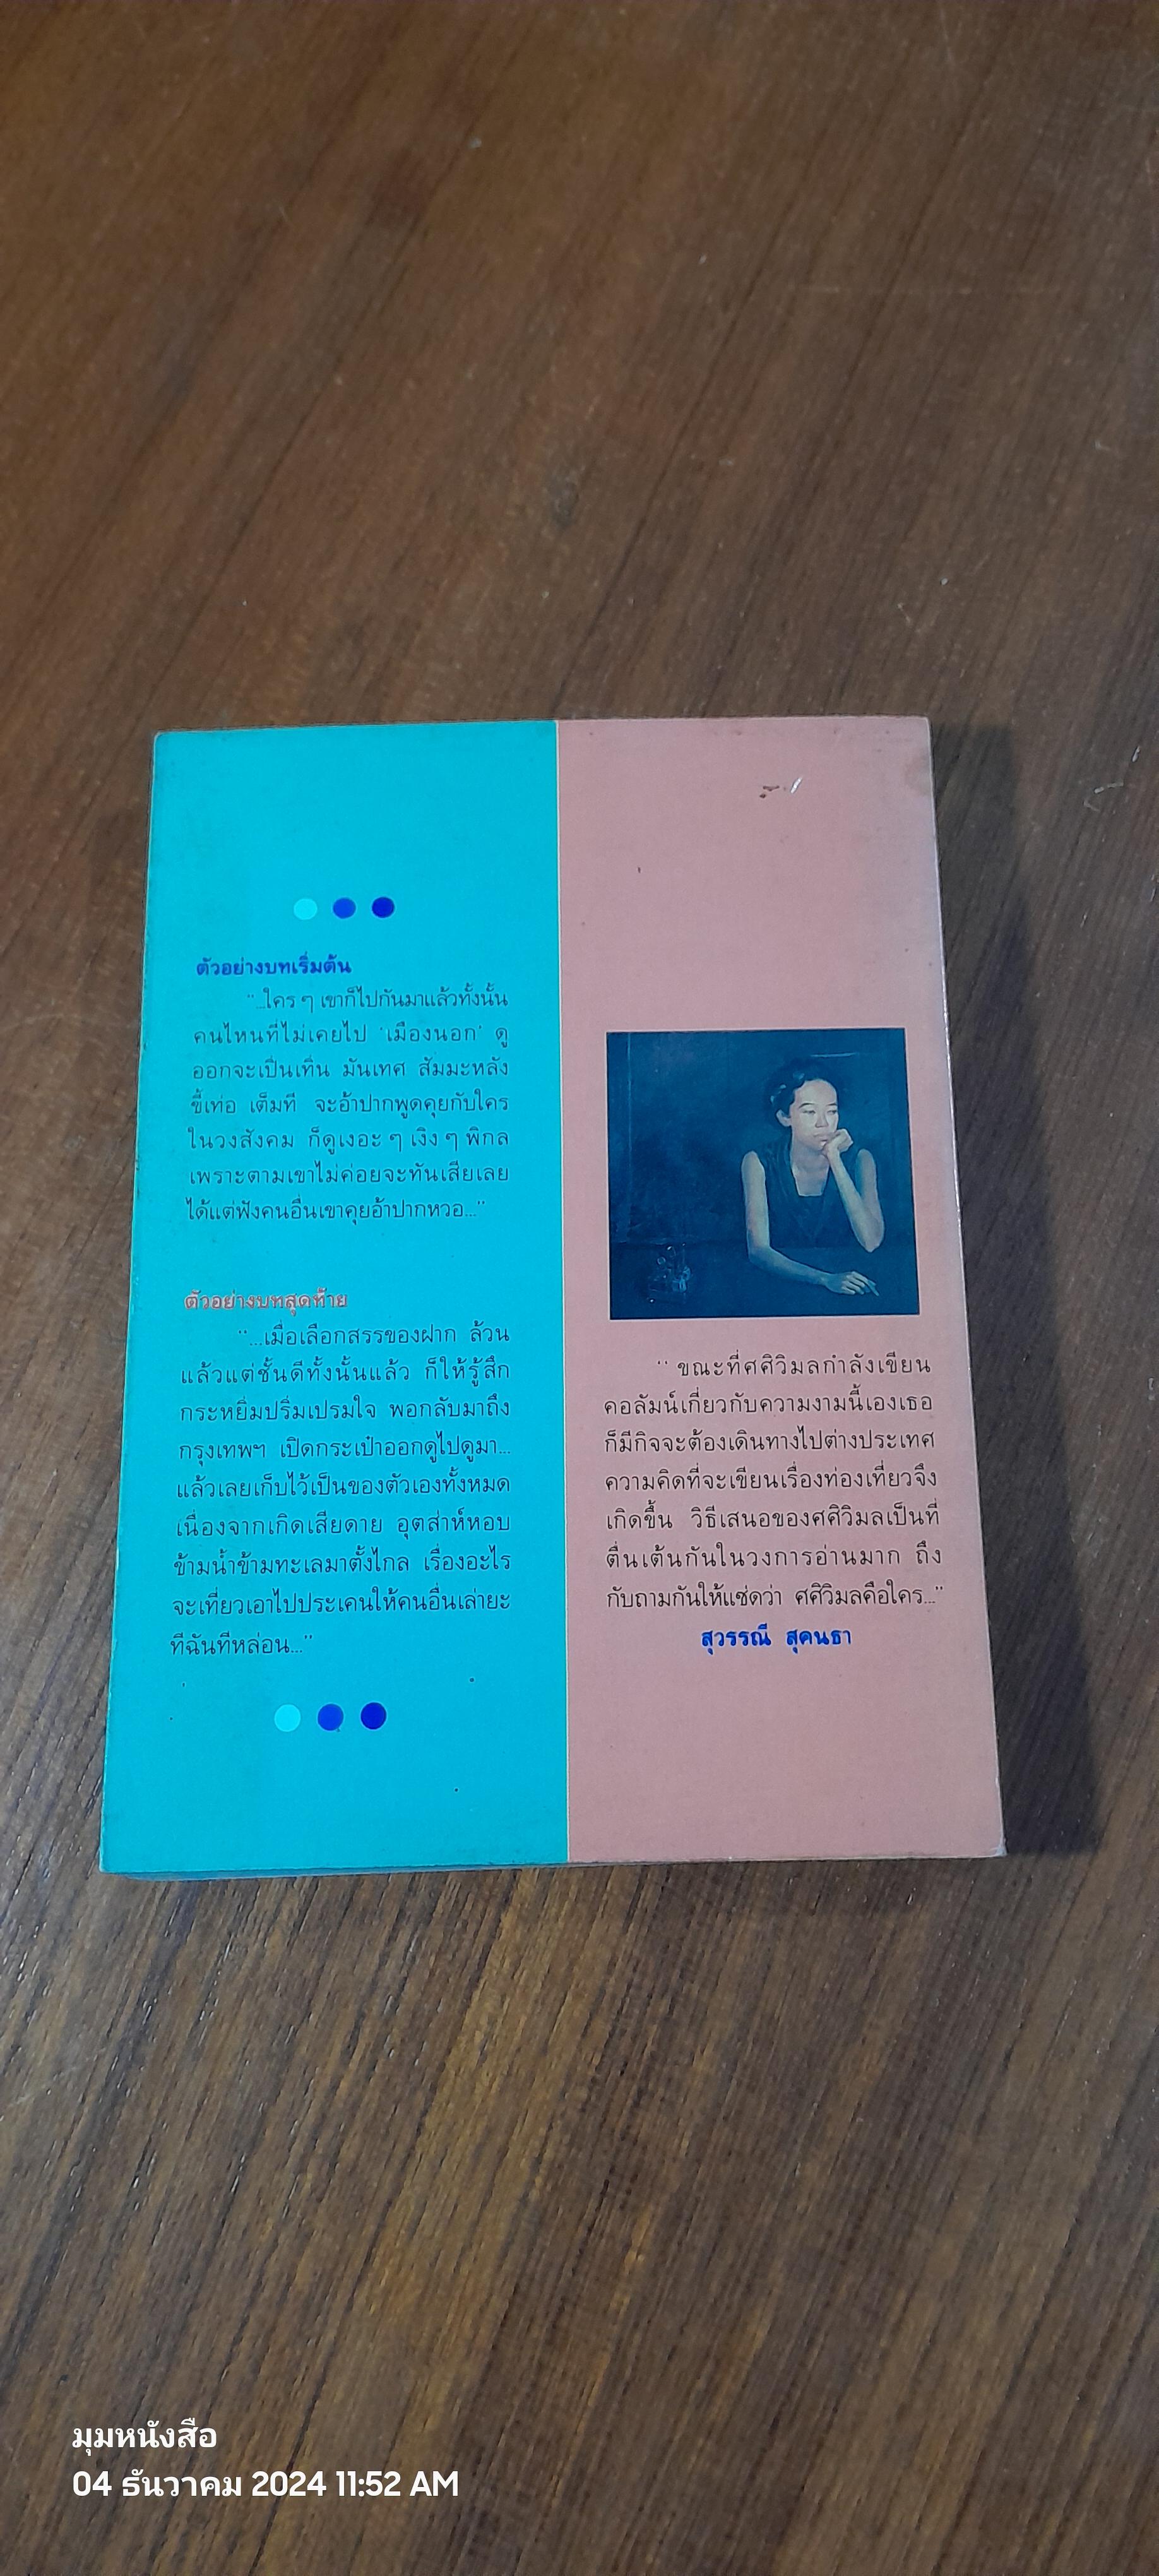 ตัวอย่างบทเริ่มต้น
"...ใคร ๆ เขาก็ไปกันมาแล้วทั้งนั้น
คนไหนที่ไม่เคยไป 'เมืองนอก' ดู
ออกจะเป็นเทิ่น มันเทศ สัมมะหลัง
ขี้เท่อ เต็มที จะอ้าปากพูดคุยกับใคร
ในวงสังคม ก็ดูเงอะ ๆ เงิง ๆ พิกล
เพราะตามเขาไม่ค่อยจะทันเสียเลย
ได้แต่ฟังคนอื่นเขาคุยอ้าปากหวอ..."
ตัวอย่างบทสุดท้าย
"...เมื่อเลือกสรรของฝาก ล้วน
แล้วแต่ชั้นดีทั้งนั้นแล้ว ก็ให้รู้สึก
กระหยิ่มปริ่มเปรมใจ พอกลับมาถึง
กรุงเทพฯ เปิดกระเป๋าออกดูไปดูมา...
แล้วเลยเก็บไว้เป็นของตัวเองทั้งหมด
เนื่องจากเกิดเสียดาย อุตส่าห์หอบ
ข้ามน้ำข้ามทะเลมาตั้งไกล เรื่องอะไร
จะเที่ยวเอาไปประเคนให้คนอื่นเล่ายะ
ทีฉันทีหล่อน..."
"ขณะที่ศศิวิมลกำลังเขียน
คอลัมน์เกี่ยวกับความงามนี้เองเธอ
ก็มีกิจจะต้องเดินทางไปต่างประเทศ
ความคิดที่จะเขียนเรื่องท่องเที่ยวจึง
เกิดขึ้น วิธีเสนอของศศิวิมลเป็นที่
ตื่นเต้นกันในวงการอ่านมาก ถึง
กับถามกันให้แซ่ดว่า ศศิวิมลคือใคร..."
สุวรรณี สุคนธา
มุมหนังสือ
04 ธันวาคม 2024 11:52 AM